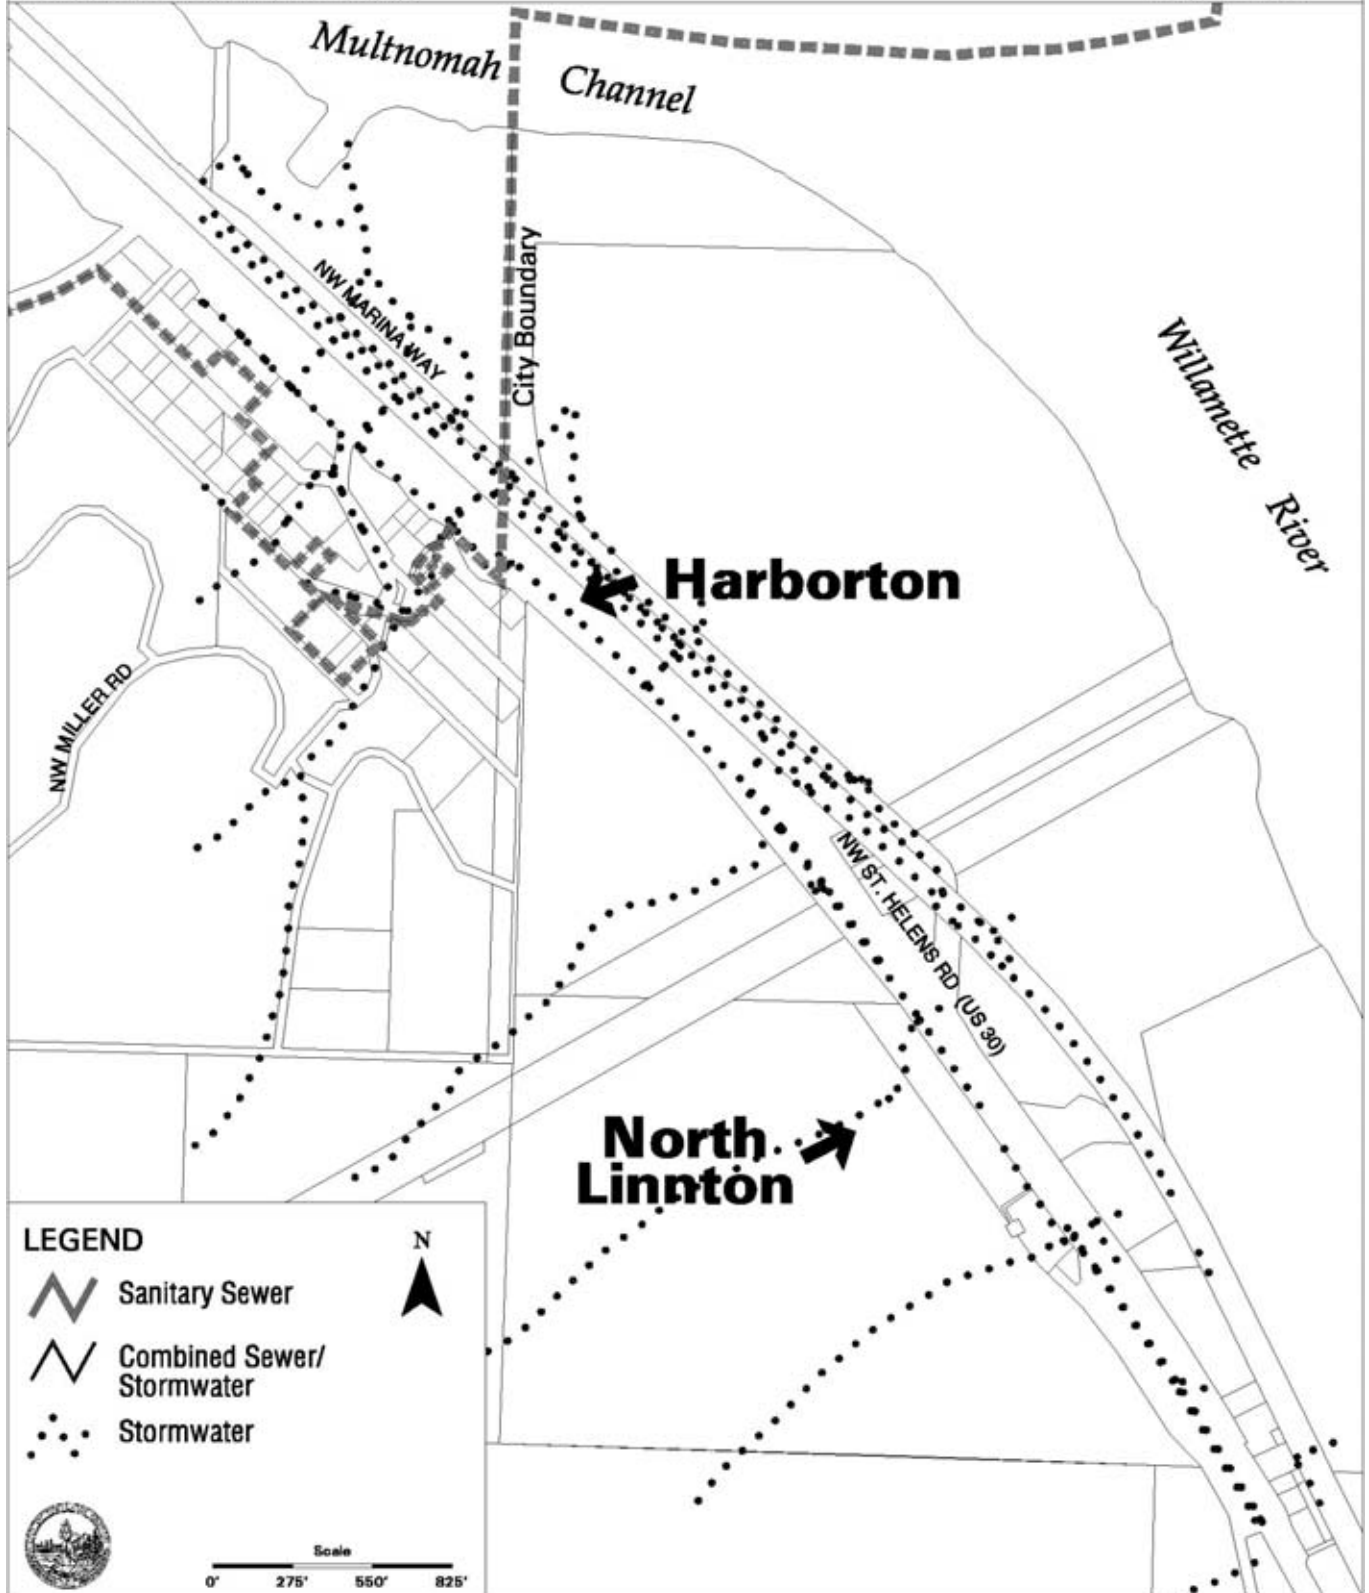 Multnomah Channel
NW MARINA WAY
City Boundary
Willamette River
Harborton
NW MILLER RD
NW ST. HELENS RD (US 30)
North
Linnton
LEGEND
N
Sanitary Sewer
Combined Sewer/
Stormwater
Stormwater
Scale
0' 275' 550' 825'